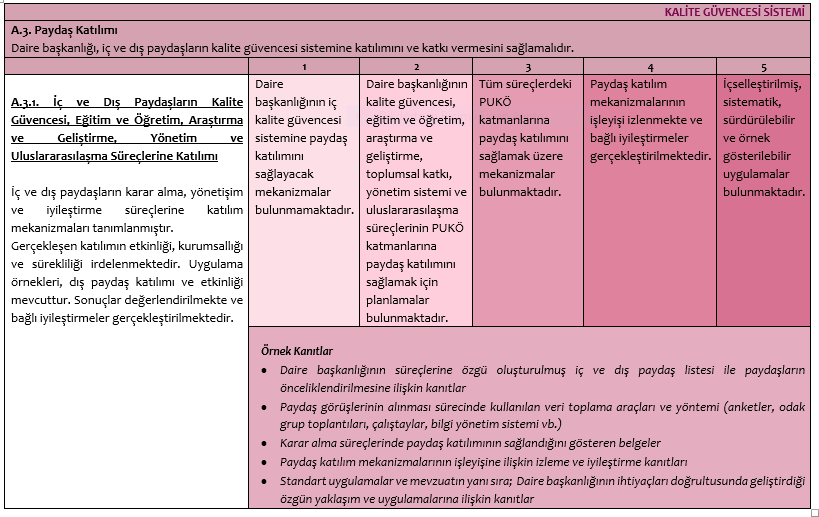 KALİTE GÜVENCESİ SİSTEMİ
A.3. Paydaş Katılımı
Daire başkanlığı, iç ve dış paydaşların kalite güvencesi sistemine katılımını ve katkı vermesini sağlamalıdır.
1
2
3
4
5
A.3.1. İç ve Dış Paydaşların Kalite
Güvencesi, Eğitim ve Öğretim, Araştırma
ve Geliştirme, Yönetim ve
Uluslararasılaşma Süreçlerine Katılımı
İç ve dış paydaşların karar alma, yönetişim
ve iyileştirme süreçlerine katılım
mekanizmaları tanımlanmıştır.
Gerçekleşen katılımın etkinliği, kurumsallığı
ve sürekliliği irdelenmektedir. Uygulama
örnekleri, dış paydaş katılımı ve etkinliği
mevcuttur. Sonuçlar değerlendirilmekte ve
bağlı iyileştirmeler gerçekleştirilmektedir.
Daire
başkanlığının iç
kalite güvencesi
sistemine paydaş
katılımını
sağlayacak
mekanizmalar
bulunmamaktadır.
Daire başkanlığının
kalite güvencesi,
eğitim ve öğretim,
araştırma ve
geliştirme,
toplumsal katkı,
yönetim sistemi ve
uluslararasılaşma
süreçlerinin PUKÖ
katmanlarına
paydaş katılımını
sağlamak için
planlamalar
bulunmaktadır.
Tüm süreçlerdeki
PUKÖ
katmanlarına
paydaş katılımını
sağlamak üzere
mekanizmalar
bulunmaktadır.
Paydaş katılım
mekanizmalarının
işleyişi izlenmekte ve
bağlı iyileştirmeler
gerçekleştirilmektedir.
İçselleştirilmiş,
sistematik,
sürdürülebilir
ve örnek
gösterilebilir
uygulamalar
bulunmaktadır.
Örnek Kanıtlar
• Daire başkanlığının süreçlerine özgü oluşturulmuş iç ve dış paydaş listesi ile paydaşların
önceliklendirilmesine ilişkin kanıtlar
• Paydaş görüşlerinin alınması sürecinde kullanılan veri toplama araçları ve yöntemi (anketler, odak
grup toplantıları, çalıştaylar, bilgi yönetim sistemi vb.)
• Karar alma süreçlerinde paydaş katılımının sağlandığını gösteren belgeler
• Paydaş katılım mekanizmalarının işleyişine ilişkin izleme ve iyileştirme kanıtları
• Standart uygulamalar ve mevzuatın yanı sıra; Daire başkanlığının ihtiyaçları doğrultusunda geliştirdiği
özgün yaklaşım ve uygulamalarına ilişkin kanıtlar